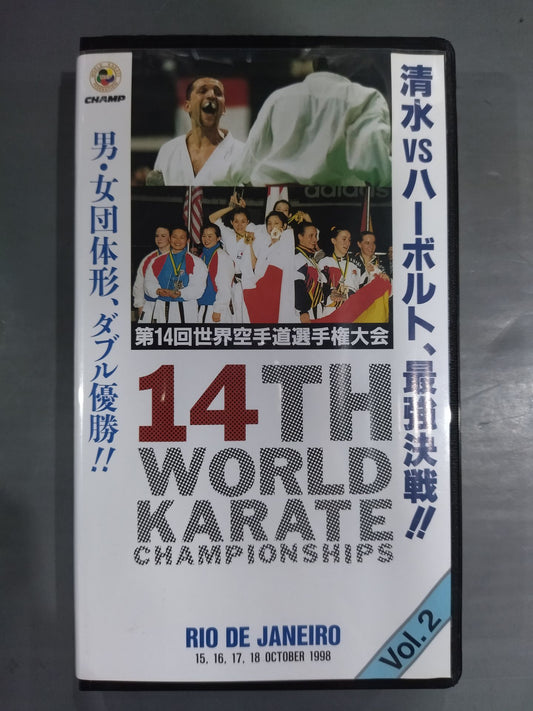 CHAMP
清水VSハーボルト、最強決戦!!
男・女団体形、ダブル優勝!!
adidas
第14回世界空手道選手権大会
14TH
WORLD
KARATE
CHAMPIONSHIPS
RIO DE JANEIRO
15, 16, 17, 18 OCTOBER 1998
Vol. 2